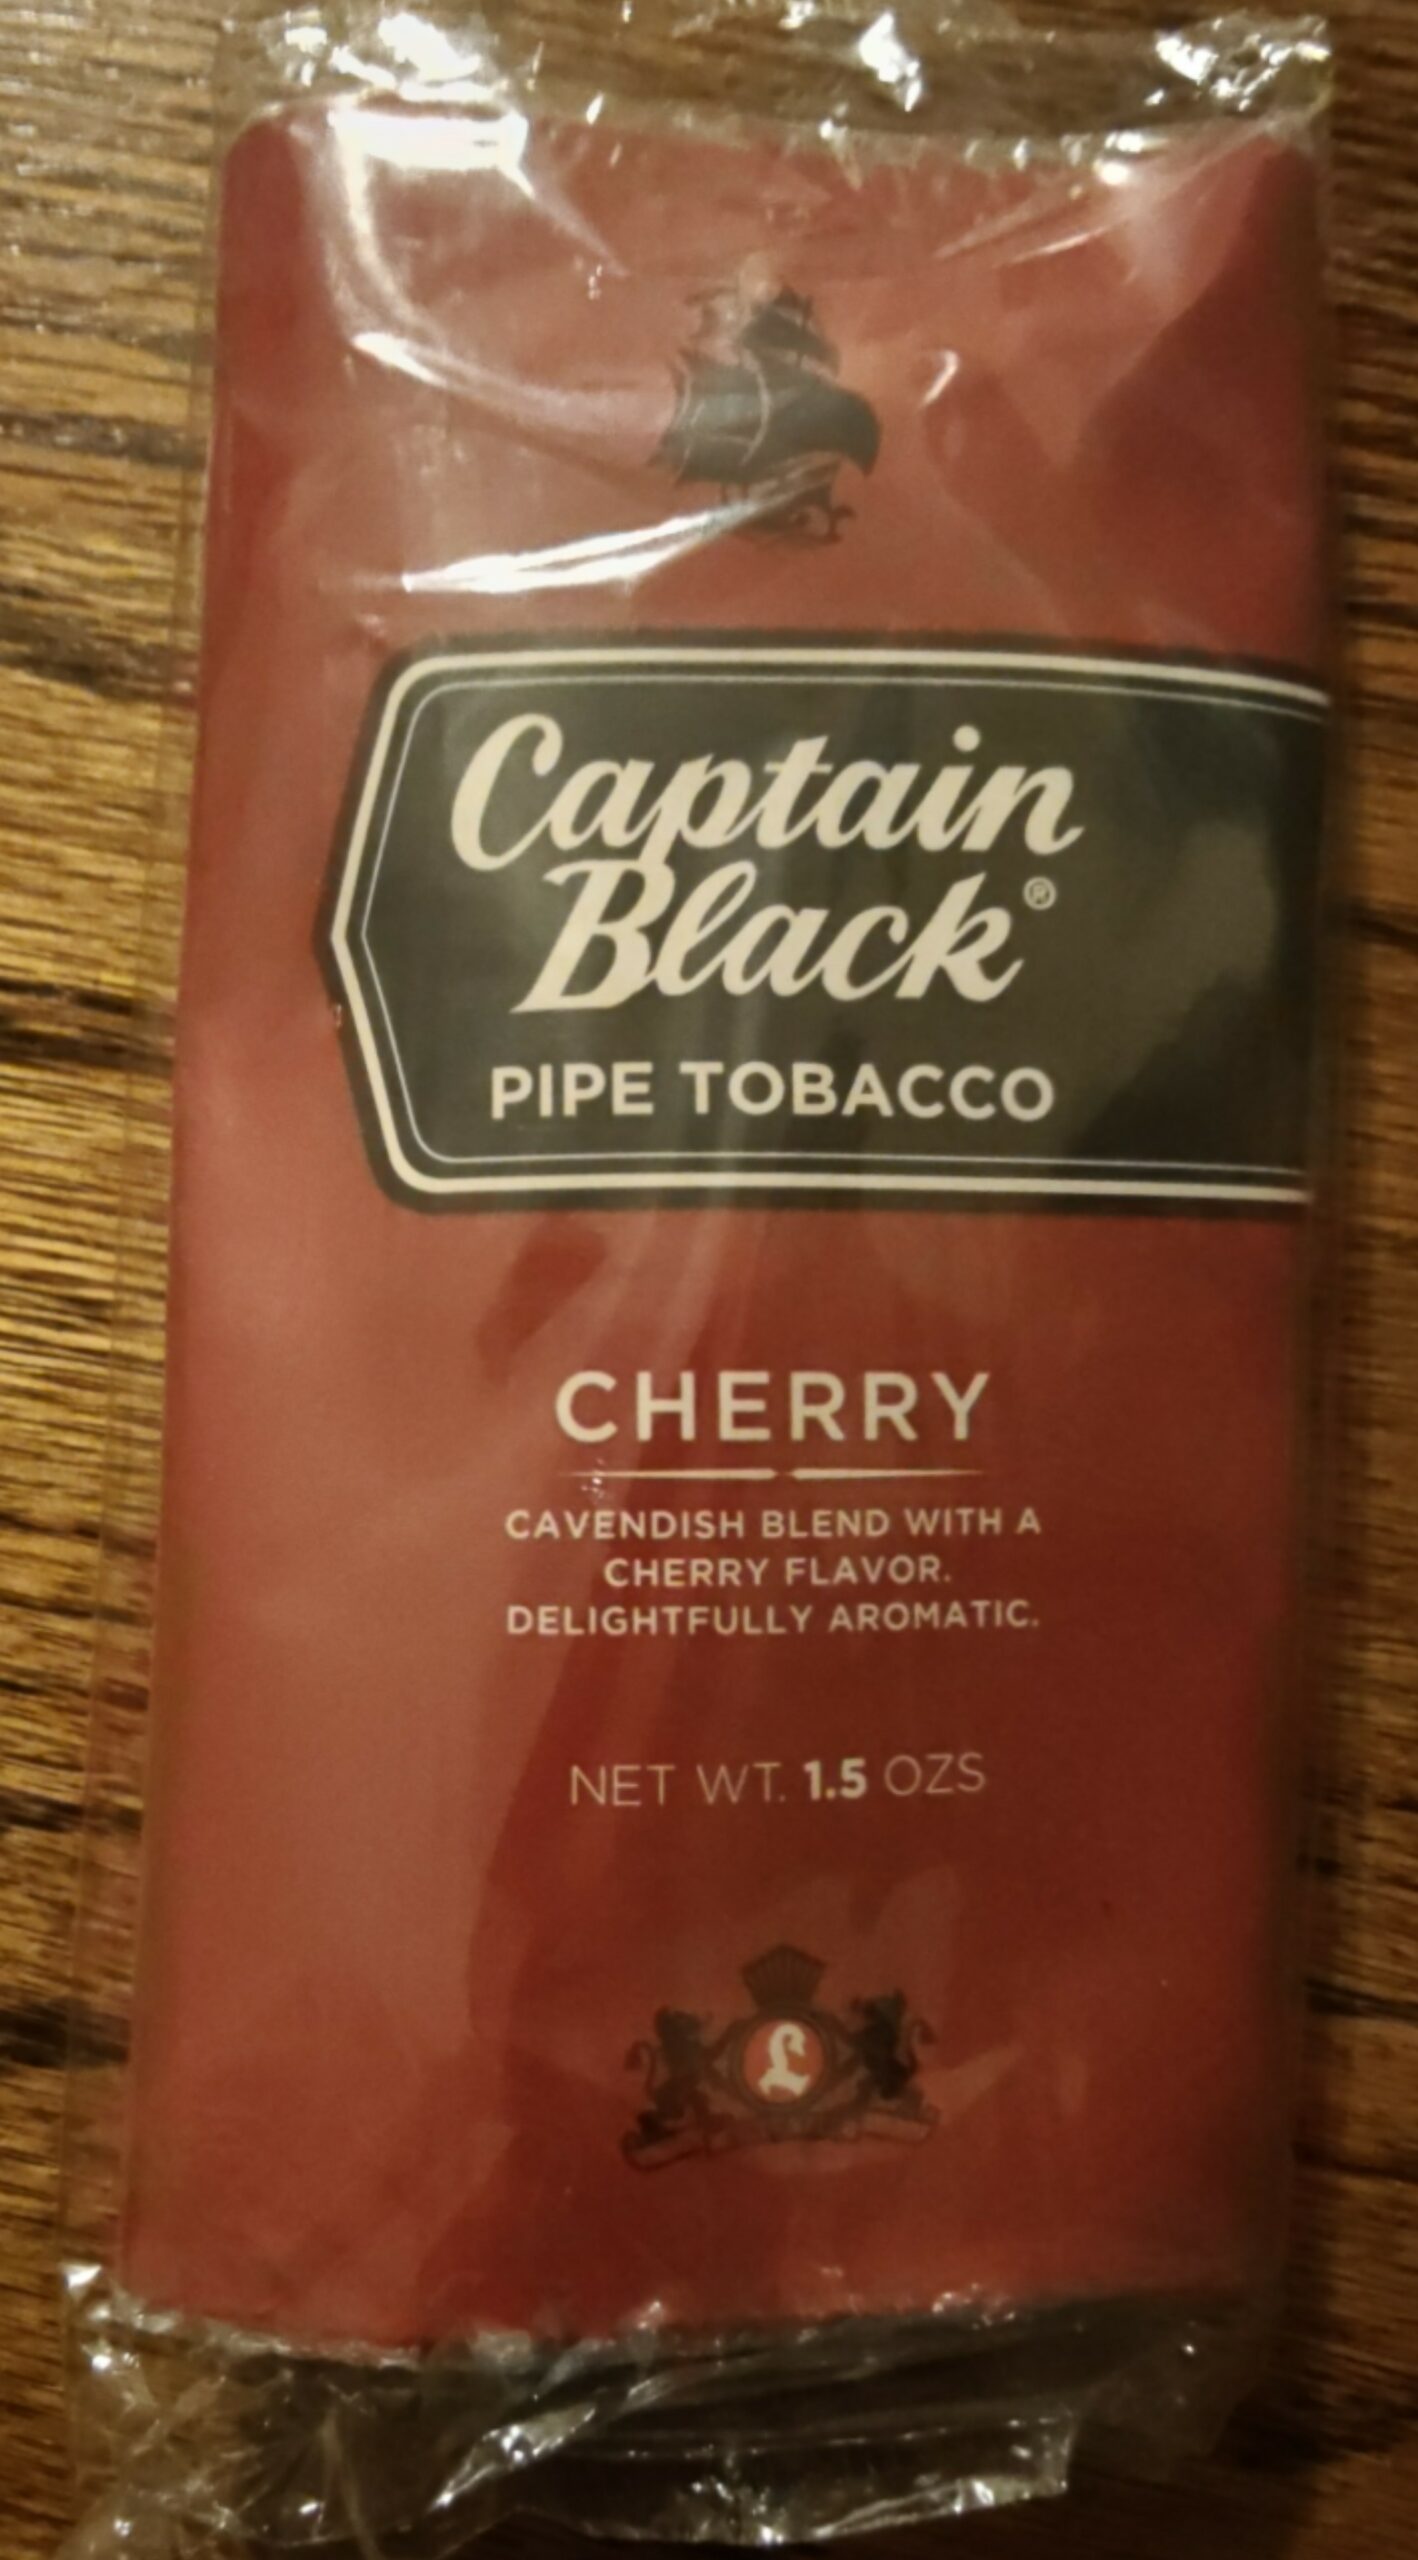 Captain
Black®
PIPE TOBACCO
CHERRY
CAVENDISH BLEND WITH A
CHERRY FLAVOR.
DELIGHTFULLY AROMATIC.
NET WT. 1.5 OZS
L